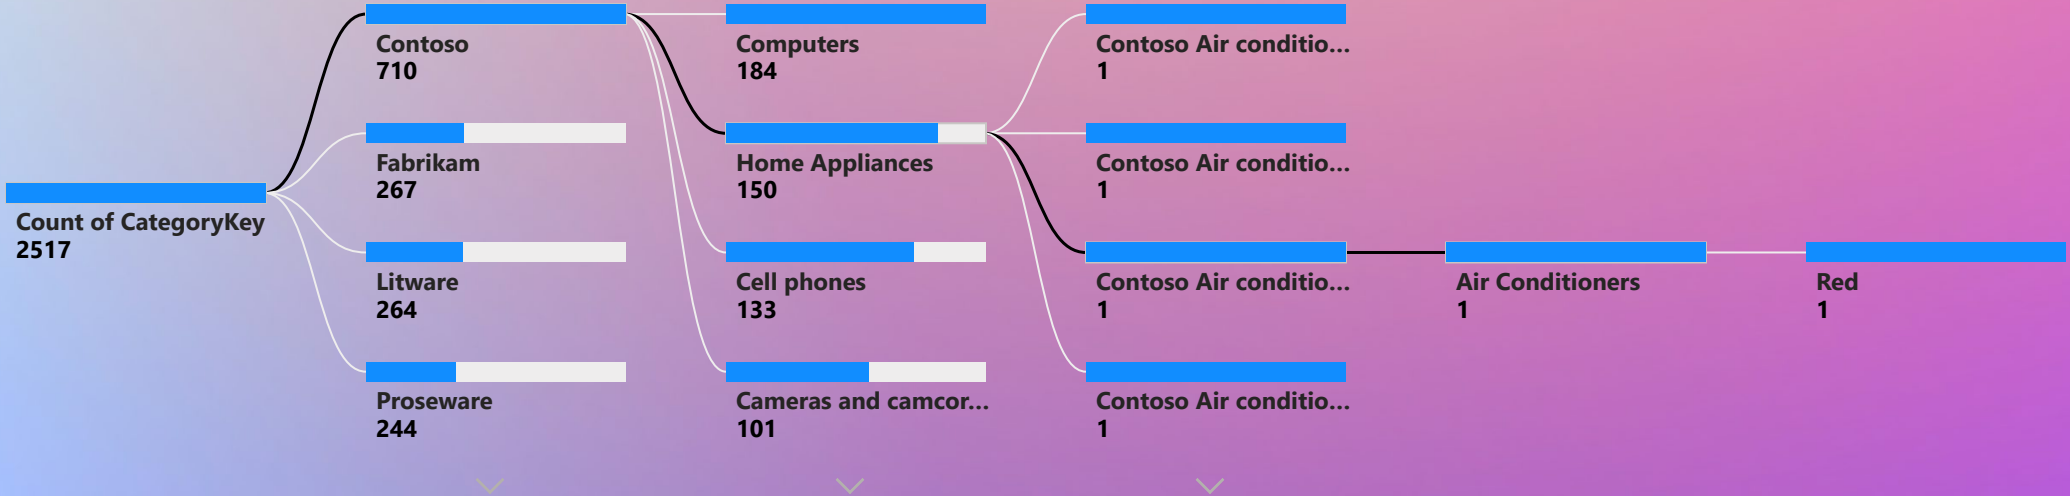 Count of CategoryKey
2517
Contoso
710
Fabrikam
267
Litware
264
Proseware
244
Computers
184
Home Appliances
150
Cell phones
133
Cameras and camcor...
101
Contoso Air conditio...
1
Contoso Air conditio...
1
Contoso Air conditio...
1
Contoso Air conditio...
1
Air Conditioners
1
Red
1